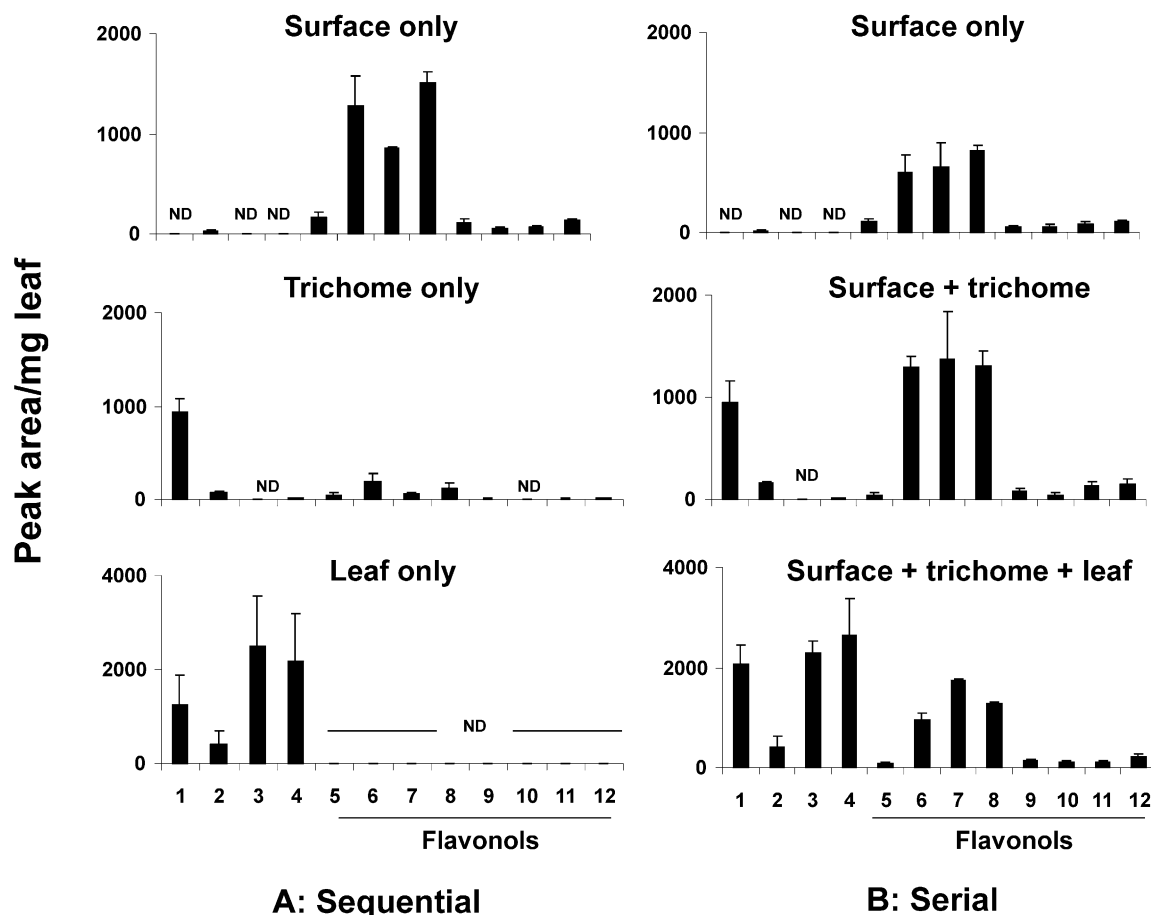 Peak area/mg leaf
Surface only
2000
1000
0
ND ND ND
Trichome only
2000
1000
0
ND ND
Leaf only
4000
2000
0
ND
1 2 3 4 5 6 7 8 9 10 11 12
Flavonols
A: Sequential
Surface only
2000
1000
0
ND ND ND
Surface + trichome
2000
1000
0
ND
Surface + trichome + leaf
4000
2000
0
1 2 3 4 5 6 7 8 9 10 11 12
Flavonols
B: Serial